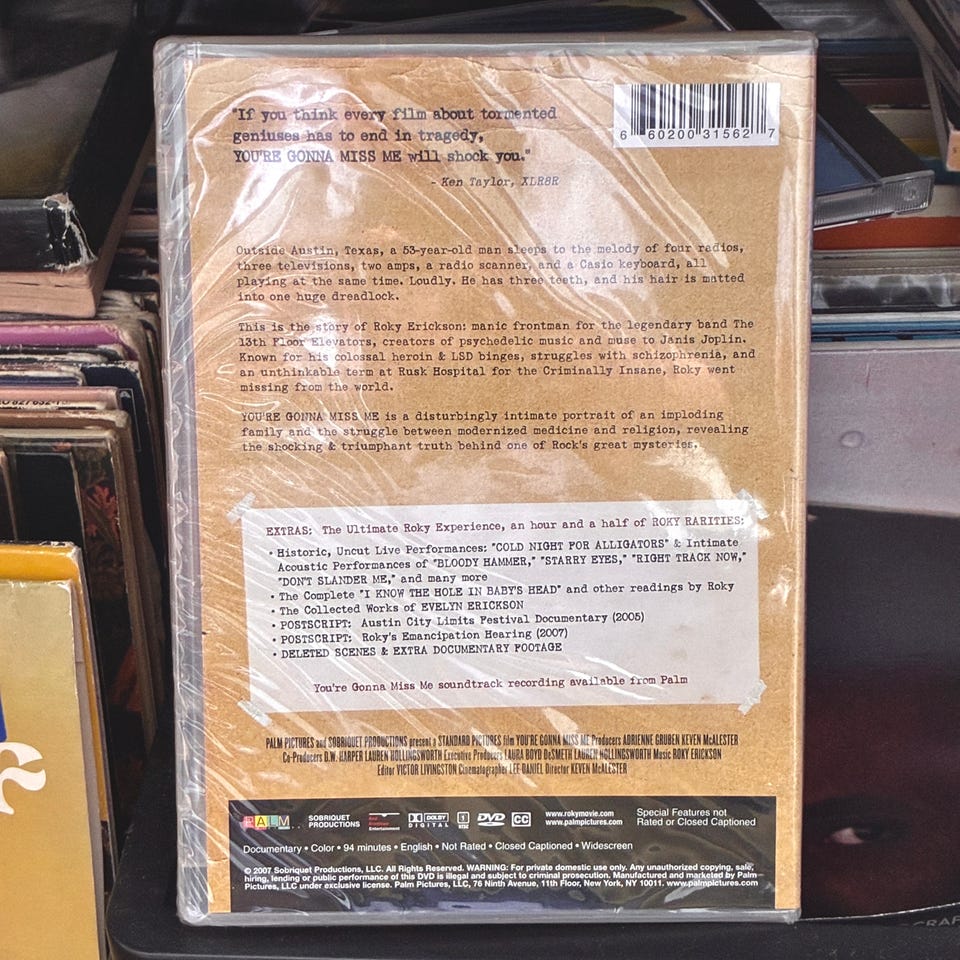 "If you think every film about tormented
geniuses has to end in tragedy,
YOU'RE GONNA MISS ME will shock you."
- Ken Taylor, XLR8R
6 60200 31562 7
Outside Austin, Texas, a 53-year-old man sleeps to the melody of four radios,
three televisions, two amps, a radio scanner, and a Casio keyboard, all
playing at the same time. Loudly. He has three teeth, and his hair is matted
into one huge dreadlock.
This is the story of Roky Erickson: manic frontman for the legendary band The
13th Floor Elevators, creators of psychedelic music and muse to Janis Joplin.
Known for his colossal heroin & LSD binges, struggles with schizophrenia, and
an unthinkable term at Rusk Hospital for the Criminally Insane, Roky went
missing from the world.
YOU'RE GONNA MISS ME is a disturbingly intimate portrait of an imploding
family and the struggle between modernized medicine and religion, revealing
the shocking & triumphant truth behind one of Rock's great mysteries.
EXTRAS: The Ultimate Roky Experience, an hour and a half of ROKY RARITIES:
• Historic, Uncut Live Performances: "COLD NIGHT FOR ALLIGATORS" & Intimate
Acoustic Performances of "BLOODY HAMMER," "STARRY EYES," "RIGHT TRACK NOW,"
"DON'T SLANDER ME," and many more
• The Complete "I KNOW THE HOLE IN BABY'S HEAD" and other readings by Roky
• The Collected Works of EVELYN ERICKSON
• POSTSCRIPT: Austin City Limits Festival Documentary (2005)
• POSTSCRIPT: Roky's Emancipation Hearing (2007)
• DELETED SCENES & EXTRA DOCUMENTARY FOOTAGE
You're Gonna Miss Me soundtrack recording available from Palm
PALM PICTURES and SOBRIQUET PRODUCTIONS present a STANDARD PICTURES film YOU'RE GONNA MISS ME Producers ADRIENNE GRUBEN KEVEN McALESTER
Co-Producers D.W. HARPER LAUREN HOLLINGSWORTH Executive Producers LAURA BOYD DeSMETH LAUREN HOLLINGSWORTH Music ROKY ERICKSON
Editor VICTOR LIVINGSTON Cinematographer LEE DANIEL Director KEVEN McALESTER
PALM PICTURES
SOBRIQUET PRODUCTIONS
Entertainment
DOLBY DIGITAL
1 NTSC
DVD VIDEO
CC
www.rokymovie.com
www.palmpictures.com
Special Features not
Rated or Closed Captioned
Documentary • Color • 94 minutes • English • Not Rated • Closed Captioned • Widescreen
© 2007 Sobriquet Productions, LLC. All Rights Reserved. WARNING: For private domestic use only. Any unauthorized copying, sale,
hiring, lending or public performance of this DVD is illegal and subject to criminal prosecution. Manufactured and marketed by Palm
Pictures, LLC under exclusive license. Palm Pictures, LLC, 76 Ninth Avenue, 11th Floor, New York, NY 10011. www.palmpictures.com